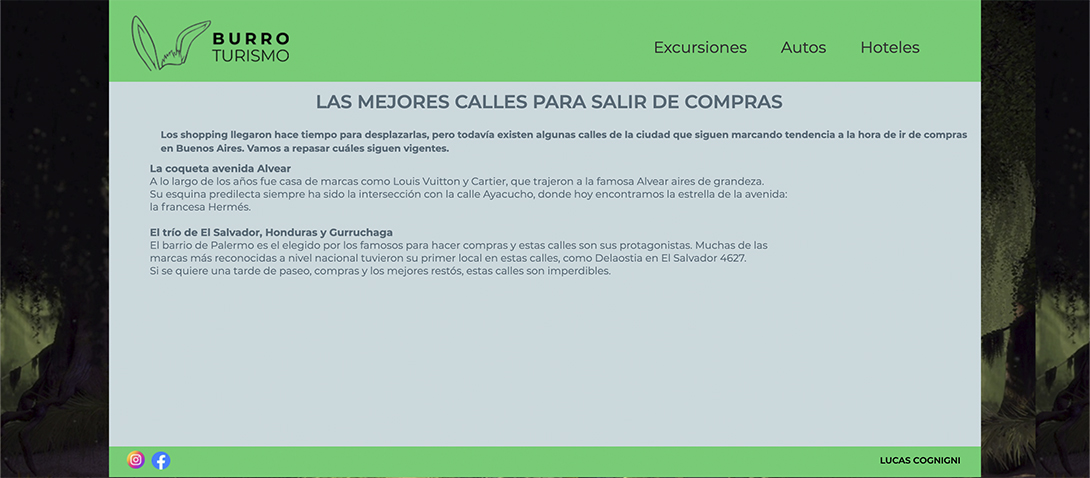 BURRO
TURISMO
Excursiones Autos Hoteles
LAS MEJORES CALLES PARA SALIR DE COMPRAS
Los shopping llegaron hace tiempo para desplazarlas, pero todavía existen algunas calles de la ciudad que siguen marcando tendencia a la hora de ir de compras
en Buenos Aires. Vamos a repasar cuáles siguen vigentes.
La coqueta avenida Alvear
A lo largo de los años fue casa de marcas como Louis Vuitton y Cartier, que trajeron a la famosa Alvear aires de grandeza.
Su esquina predilecta siempre ha sido la intersección con la calle Ayacucho, donde hoy encontramos la estrella de la avenida:
la francesa Hermés.
El trío de El Salvador, Honduras y Gurruchaga
El barrio de Palermo es el elegido por los famosos para hacer compras y estas calles son sus protagonistas. Muchas de las
marcas más reconocidas a nivel nacional tuvieron su primer local en estas calles, como Delaostia en El Salvador 4627.
Si se quiere una tarde de paseo, compras y los mejores restós, estas calles son imperdibles.
LUCAS COGNIGNI